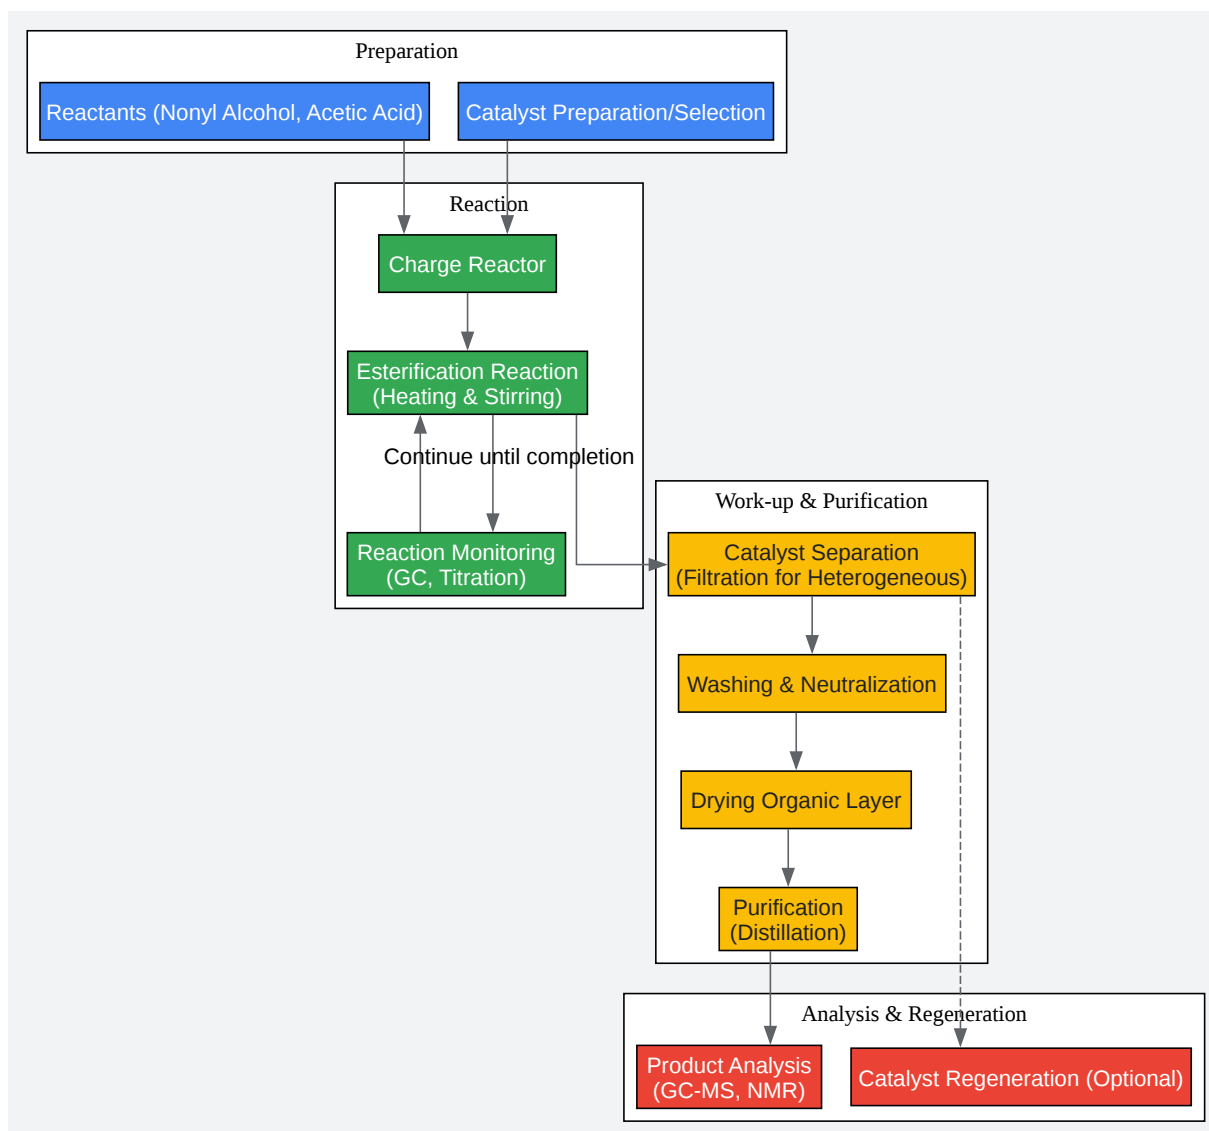 Preparation
Reactants (Nonyl Alcohol, Acetic Acid)
Catalyst Preparation/Selection
Reaction
Charge Reactor
Esterification Reaction
(Heating & Stirring)
Continue until completion
Reaction Monitoring
(GC, Titration)
Work-up & Purification
Catalyst Separation
(Filtration for Heterogeneous)
Washing & Neutralization
Drying Organic Layer
Purification
(Distillation)
Analysis & Regeneration
Product Analysis
(GC-MS, NMR)
Catalyst Regeneration (Optional)